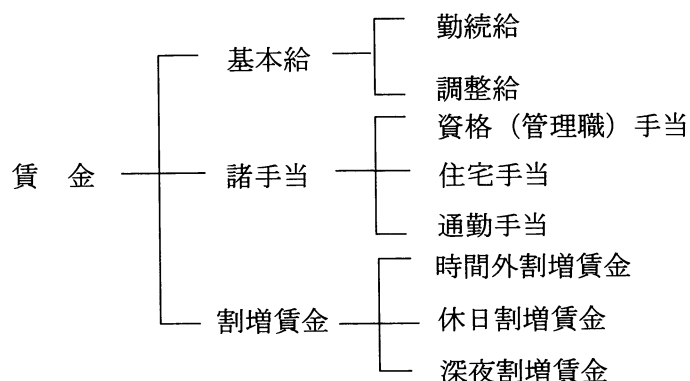 勤続給
基本給
調整給
資格（管理職）手当
賃　金
諸手当
住宅手当
通勤手当
時間外割増賃金
割増賃金
休日割増賃金
深夜割増賃金